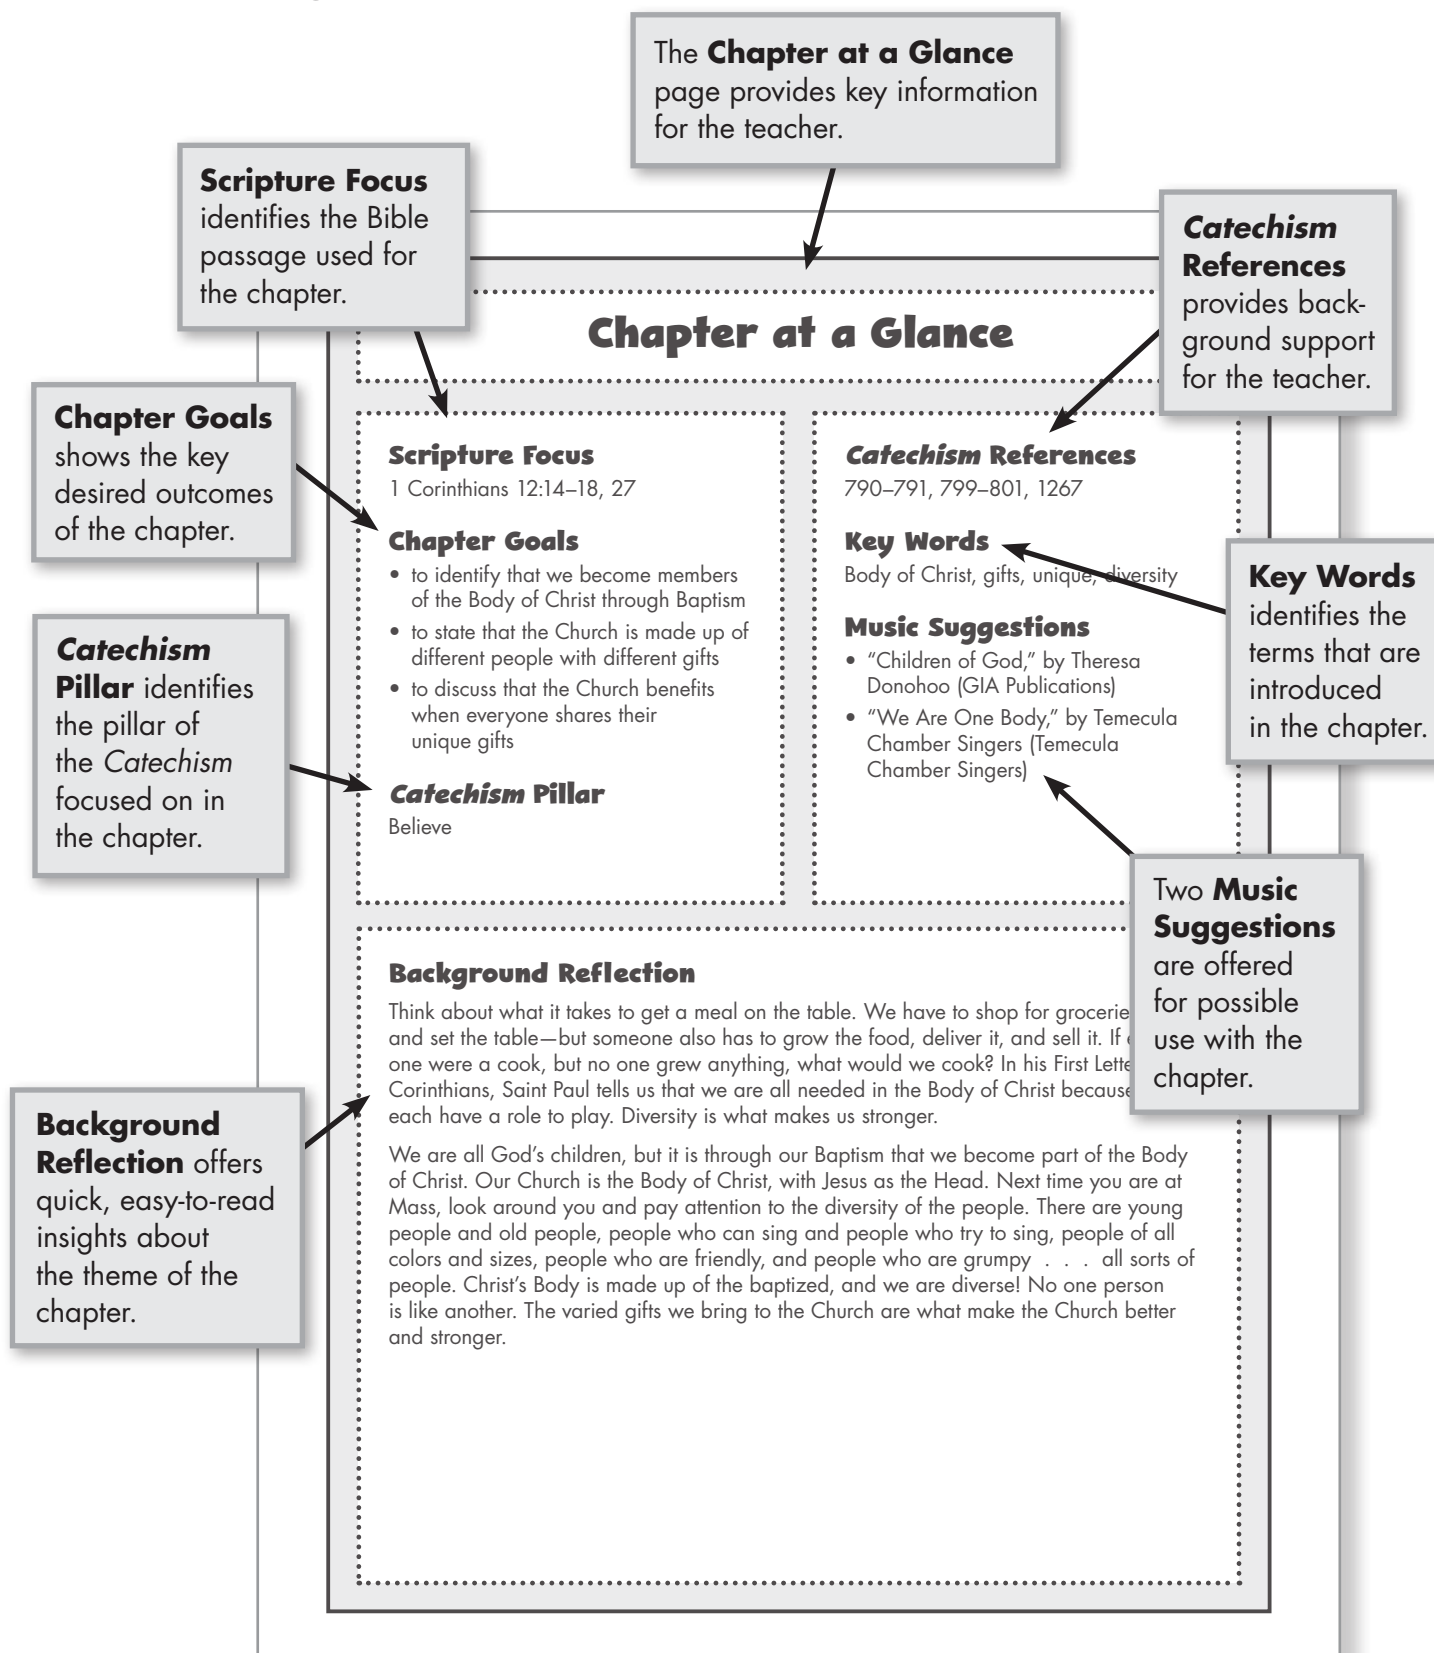 The Chapter at a Glance
page provides key information
for the teacher.
Scripture Focus
identifies the Bible
passage used for
the chapter.
Catechism
References
provides back-
ground support
for the teacher.
Chapter at a Glance
Chapter Goals
shows the key
desired outcomes
of the chapter.
Scripture Focus
1 Corinthians 12:14–18, 27
Chapter Goals
• to identify that we become members
of the Body of Christ through Baptism
• to state that the Church is made up of
different people with different gifts
• to discuss that the Church benefits
when everyone shares their
unique gifts
Catechism Pillar
Believe
Catechism References
790–791, 799–801, 1267
Key Words
Body of Christ, gifts, unique, diversity
Music Suggestions
• “Children of God,” by Theresa
Donohoo (GIA Publications)
• “We Are One Body,” by Temecula
Chamber Singers (Temecula
Chamber Singers)
Key Words
identifies the
terms that are
introduced
in the chapter.
Catechism
Pillar identifies
the pillar of
the Catechism
focused on in
the chapter.
Two Music
Suggestions
are offered
for possible
use with the
chapter.
Background Reflection
Think about what it takes to get a meal on the table. We have to shop for
and set the table—but someone also has to grow the food, deliver it, and sell it. If
one were a cook, but no one grew anything, what would we cook? In his First
Corinthians, Saint Paul tells us that we are all needed in the Body of Christ because
each have a role to play. Diversity is what makes us stronger.
We are all God’s children, but it is through our Baptism that we become part of the Body
of Christ. Our Church is the Body of Christ, with Jesus as the Head. Next time you are at
Mass, look around you and pay attention to the diversity of the people. There are young
people and old people, people who can sing and people who try to sing, people of all
colors and sizes, people who are friendly, and people who are grumpy . . . all sorts of
people. Christ’s Body is made up of the baptized, and we are diverse! No one person
is like another. The varied gifts we bring to the Church are what make the Church better
and stronger.
Background
Reflection offers
quick, easy-to-read
insights about
the theme of the
chapter.